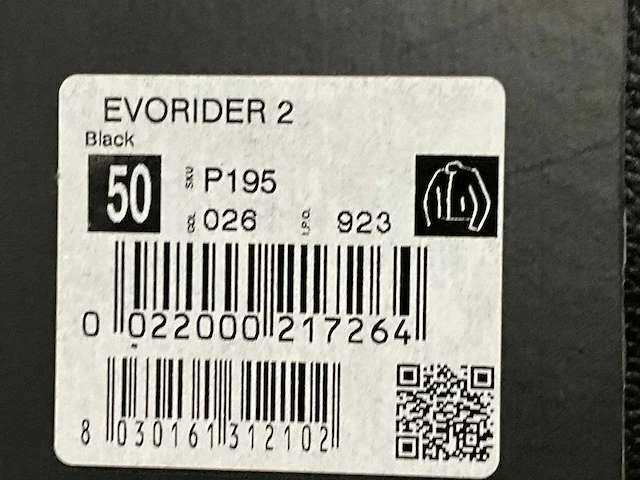 EVORIDER 2
Black
50 SKU P195
COL 026 I.P.O. 923
0 022000 217264
8 030161 312102